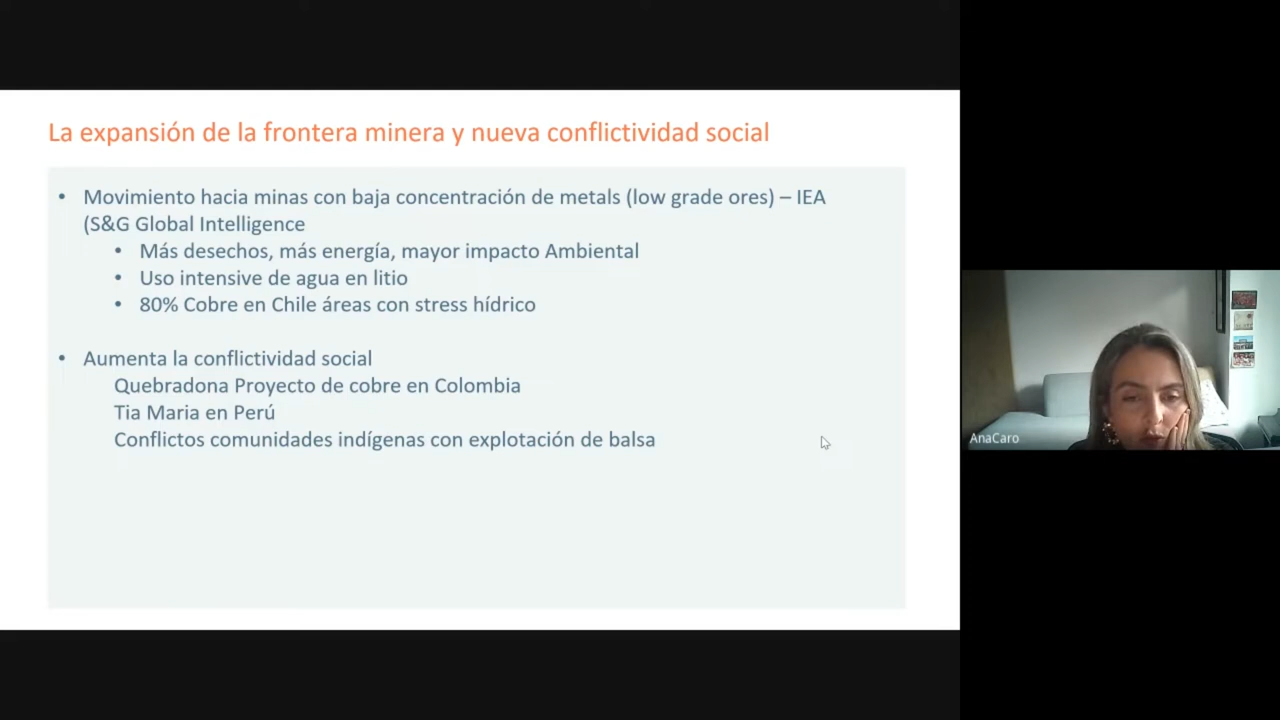 La expansión de la frontera minera y nueva conflictividad social
• Movimiento hacia minas con baja concentración de metals (low grade ores) – IEA
(S&G Global Intelligence
• Más desechos, más energía, mayor impacto Ambiental
• Uso intensive de agua en litio
• 80% Cobre en Chile áreas con stress hídrico
• Aumenta la conflictividad social
Quebradona Proyecto de cobre en Colombia
Tia Maria en Perú
Conflictos comunidades indígenas con explotación de balsa
AnaCaro